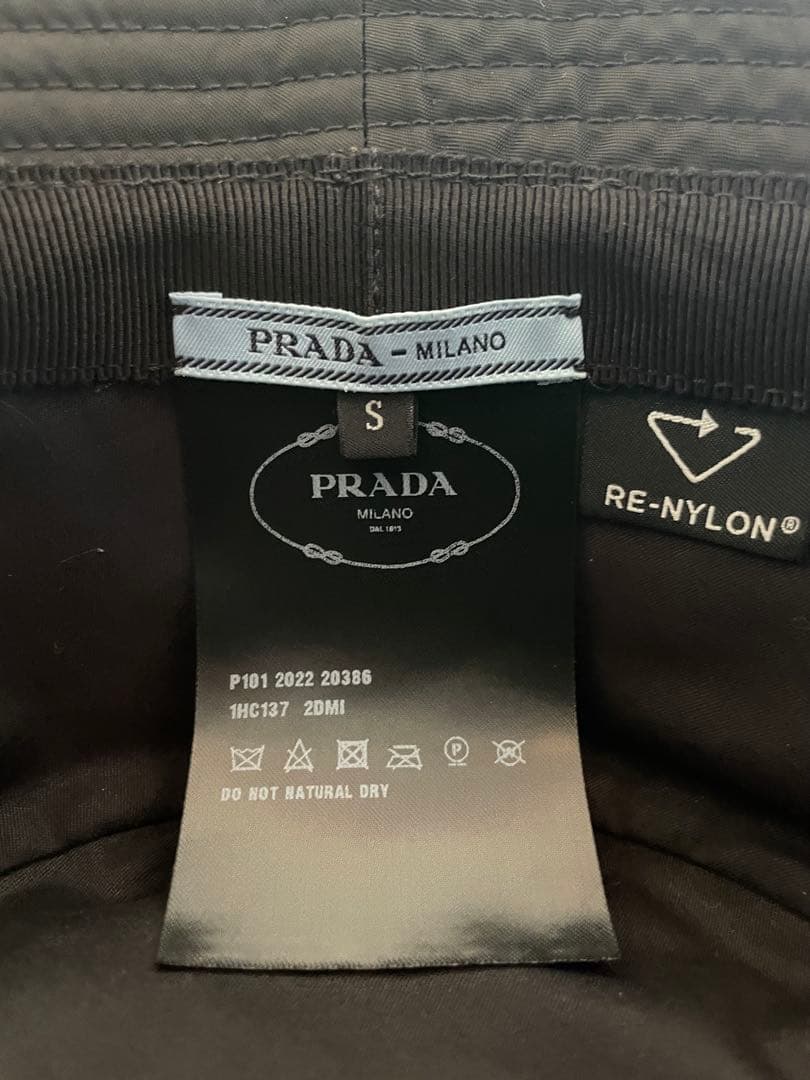 PRADA - MILANO
S
PRADA
MILANO
DAL 1913
RE-NYLON®
P101 2022 20386
1HC137 2DMI
DO NOT NATURAL DRY